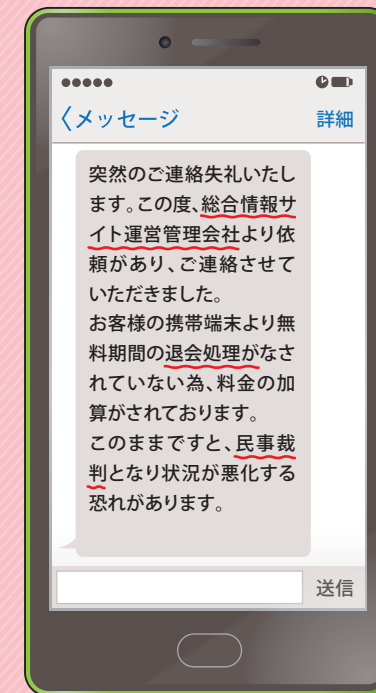 メッセージ
詳細
突然のご連絡失礼いたし
ます。この度、総合情報サ
イト運営管理会社より依
頼があり、ご連絡させて
いただきました。
お客様の携帯端末より無
料期間の退会処理がなさ
れていない為、料金の加
算がされております。
このままですと、民事裁
判となり状況が悪化する
恐れがあります。
送信